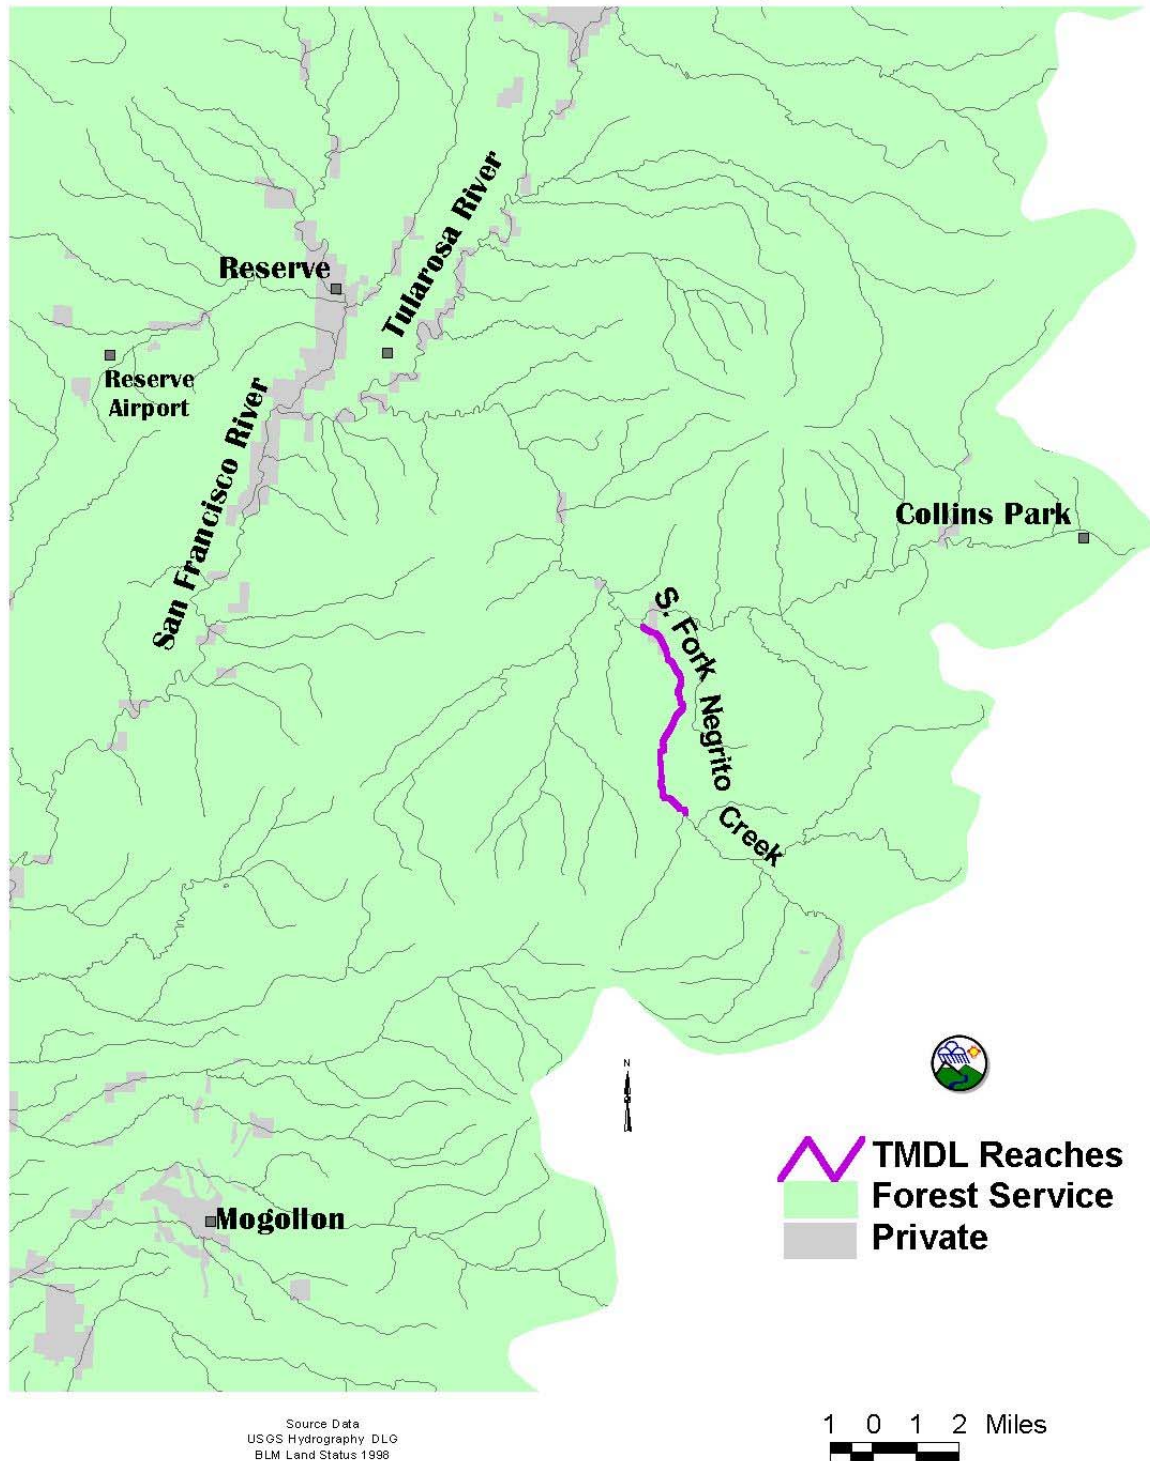 Reserve
Tularosa River
Reserve
Airport
San Francisco River
Collins Park
S. Fork Negrito Creek
N
Mogollon
TMDL Reaches
Forest Service
Private
Source Data
USGS Hydrography DLG
BLM Land Status 1998
1 0 1 2 Miles